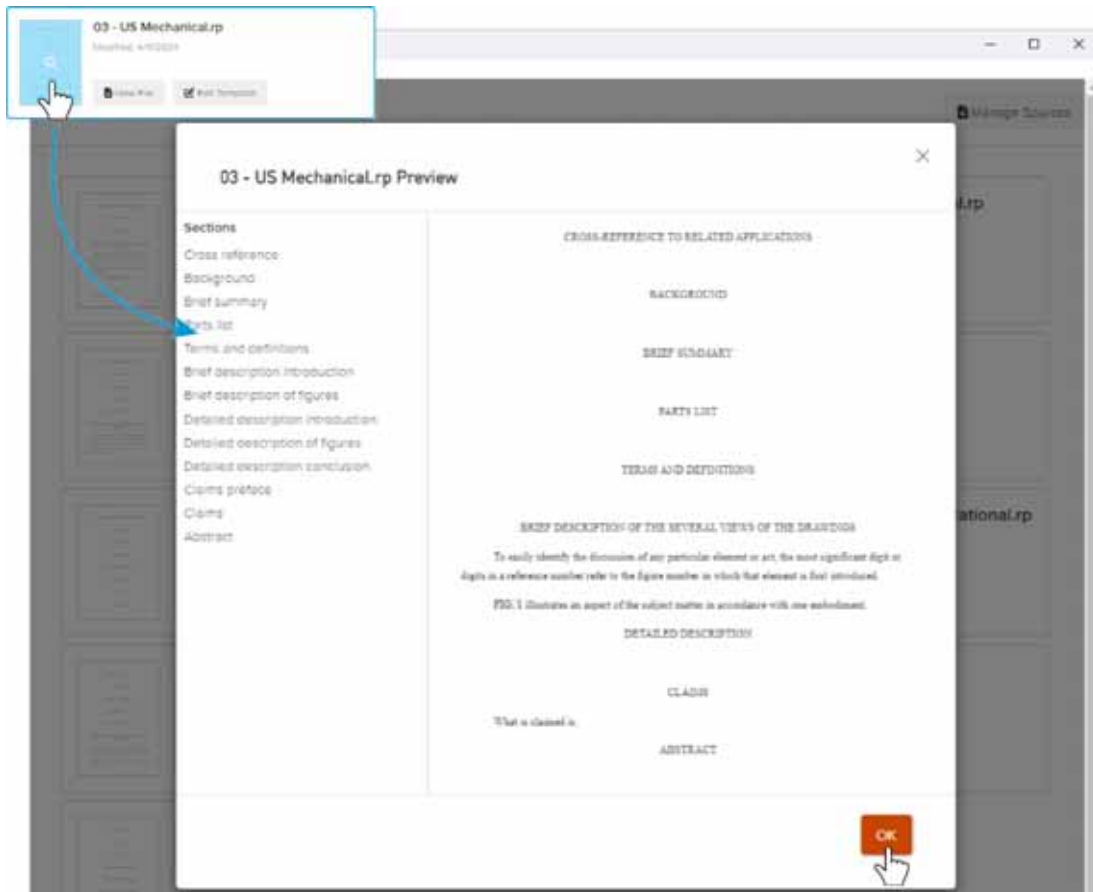 03 - US Mechanical.rp
Modified:
New File
Edit Template
Manage Sources
l.rp
ational.rp
03 - US Mechanical.rp Preview
Sections
Cross reference
Background
Brief summary
Parts list
Terms and definitions
Brief description introduction
Brief description of figures
Detailed description introduction
Detailed description of figures
Detailed description conclusion
Claims preface
Claims
Abstract
CROSS-REFERENCE TO RELATED APPLICATIONS
BACKGROUND
BRIEF SUMMARY
PARTS LIST
TERMS AND DEFINITIONS
BRIEF DESCRIPTION OF THE SEVERAL VIEWS OF THE DRAWINGS
To easily identify the discussion of any particular element or act, the most significant digit or
digits in a reference number refer to the figure number in which that element is first introduced.
FIG. 1 illustrates an aspect of the subject matter in accordance with one embodiment.
DETAILED DESCRIPTION
CLAIMS
What is claimed is:
ABSTRACT
OK